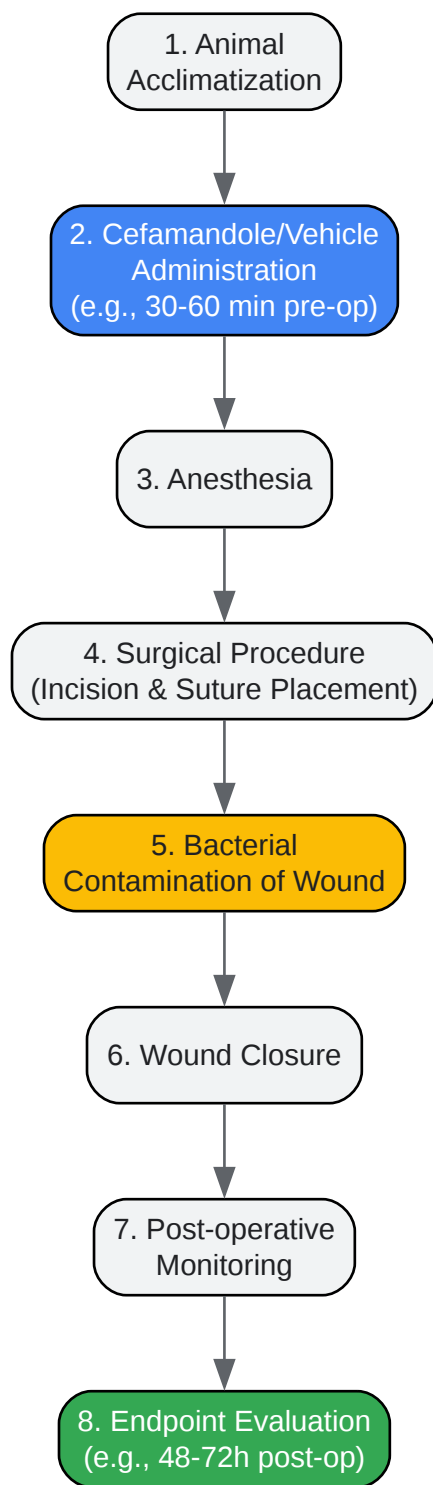 1. Animal
Acclimatization
2. Cefamandole/Vehicle
Administration
(e.g., 30-60 min pre-op)
3. Anesthesia
4. Surgical Procedure
(Incision & Suture Placement)
5. Bacterial
Contamination of Wound
6. Wound Closure
7. Post-operative
Monitoring
8. Endpoint Evaluation
(e.g., 48-72h post-op)